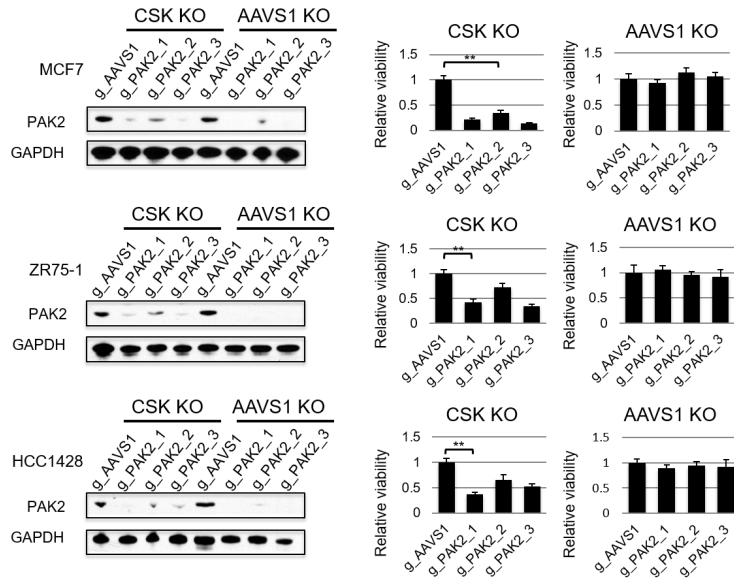 CSK KO AAVS1 KO
MCF7
g_AAVS1 g_PAK2_1 g_PAK2_2 g_PAK2_3 g_AAVS1 g_PAK2_1 g_PAK2_2 g_PAK2_3
PAK2
GAPDH
CSK KO
Relative viability
1.5
1
0.5
0
**
g_AAVS1 g_PAK2_1 g_PAK2_2 g_PAK2_3
AAVS1 KO
Relative viability
1.5
1
0.5
0
g_AAVS1 g_PAK2_1 g_PAK2_2 g_PAK2_3
CSK KO AAVS1 KO
ZR75-1
g_AAVS1 g_PAK2_1 g_PAK2_2 g_PAK2_3 g_AAVS1 g_PAK2_1 g_PAK2_2 g_PAK2_3
PAK2
GAPDH
CSK KO
Relative viability
1.5
1
0.5
0
**
g_AAVS1 g_PAK2_1 g_PAK2_2 g_PAK2_3
AAVS1 KO
Relative viability
1.5
1
0.5
0
g_AAVS1 g_PAK2_1 g_PAK2_2 g_PAK2_3
CSK KO AAVS1 KO
HCC1428
g_AAVS1 g_PAK2_1 g_PAK2_2 g_PAK2_3 g_AAVS1 g_PAK2_1 g_PAK2_2 g_PAK2_3
PAK2
GAPDH
CSK KO
Relative viability
1.5
1
0.5
0
**
g_AAVS1 g_PAK2_1 g_PAK2_2 g_PAK2_3
AAVS1 KO
Relative viability
1.5
1
0.5
0
g_AAVS1 g_PAK2_1 g_PAK2_2 g_PAK2_3